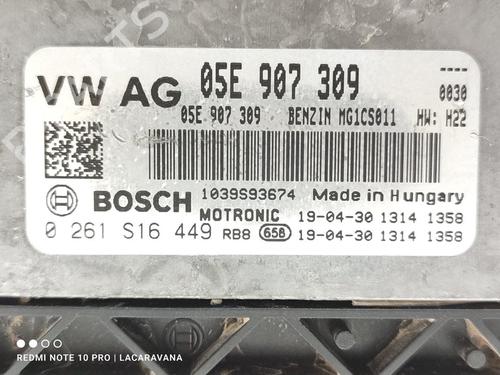 VW AG 05E 907 309
----
0030
05E 907 309 BENZIN MG1CS011 HW: H22
BOSCH 1039S93674 Made in Hungary
MOTRONIC 19-04-30 1314 1358
0 261 S16 449 RB8 658 19-04-30 1314 1358
REDMI NOTE 10 PRO | LACARAVANA